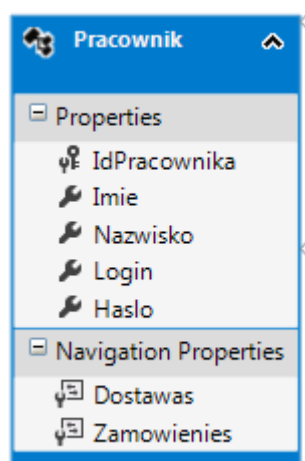 Pracownik
Properties
IdPracownika
Imie
Nazwisko
Login
Haslo
Navigation Properties
Dostawas
Zamowienies